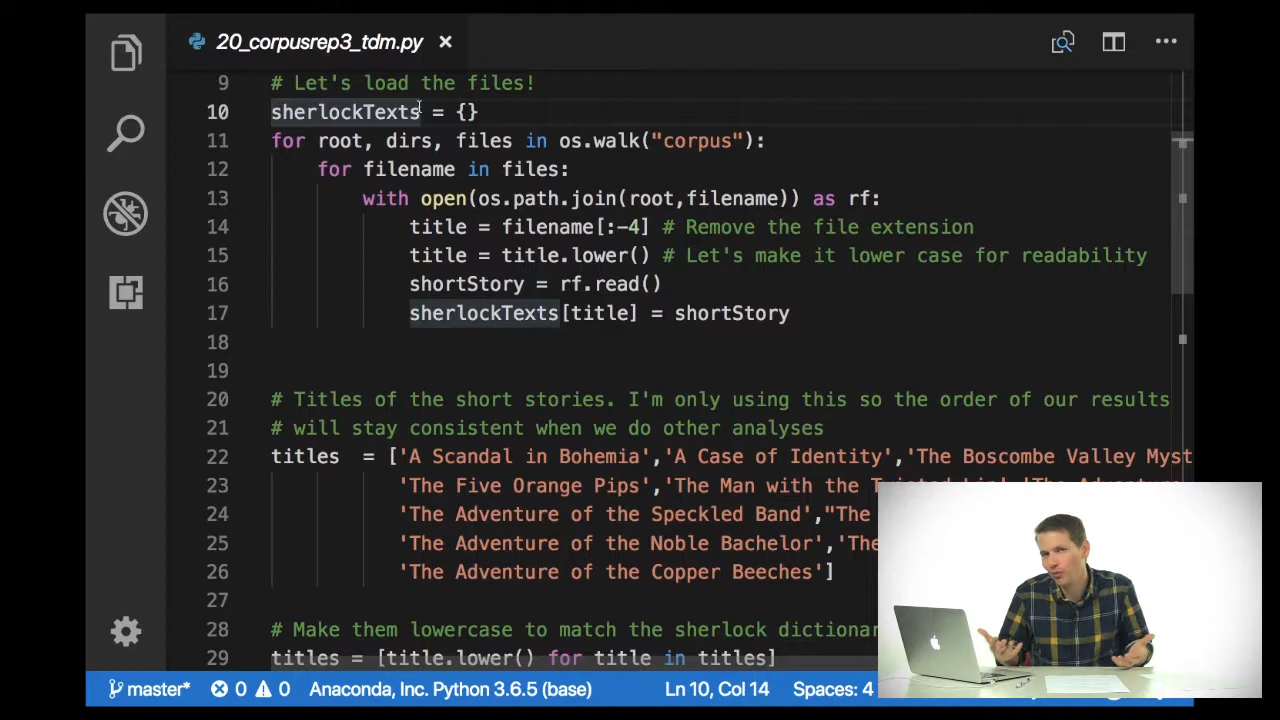 20_corpusrep3_tdm.py
9 # Let's load the files!
10 sherlockTexts = {}
11 for root, dirs, files in os.walk("corpus"):
12 for filename in files:
13 with open(os.path.join(root,filename)) as rf:
14 title = filename[:-4] # Remove the file extension
15 title = title.lower() # Let's make it lower case for readability
16 shortStory = rf.read()
17 sherlockTexts[title] = shortStory
18
19
20 # Titles of the short stories. I'm only using this so the order of our results
21 # will stay consistent when we do other analyses
22 titles = ['A Scandal in Bohemia','A Case of Identity','The Boscombe Valley Myst
23 'The Five Orange Pips','The Man with the
24 'The Adventure of the Speckled Band',"The
25 'The Adventure of the Noble Bachelor','The
26 'The Adventure of the Copper Beeches']
27
28 # Make them lowercase to match the sherlock dictionar
29 titles = [title.lower() for title in titles]
master* 0 0 Anaconda, Inc. Python 3.6.5 (base) Ln 10, Col 14 Spaces: 4